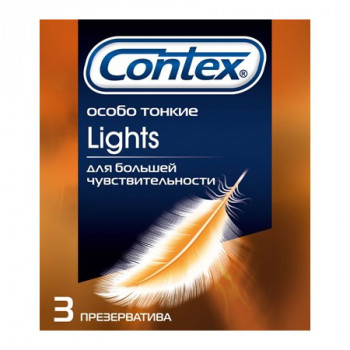 Contex®
особо тонкие
Lights
для большей
чувствительности
3 ПРЕЗЕРВАТИВА